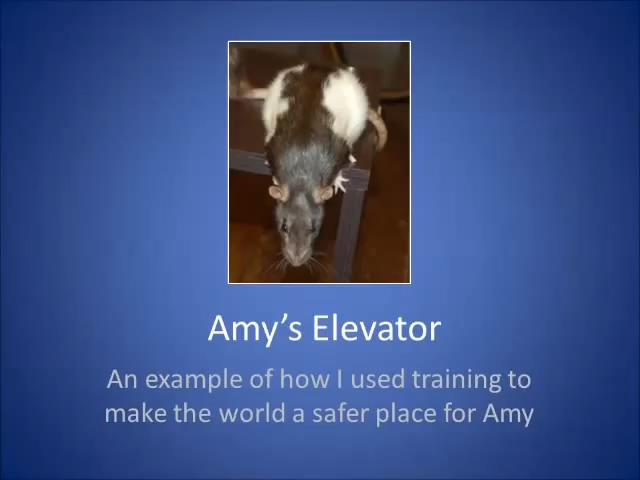 Amy’s Elevator
An example of how I used training to
make the world a safer place for Amy